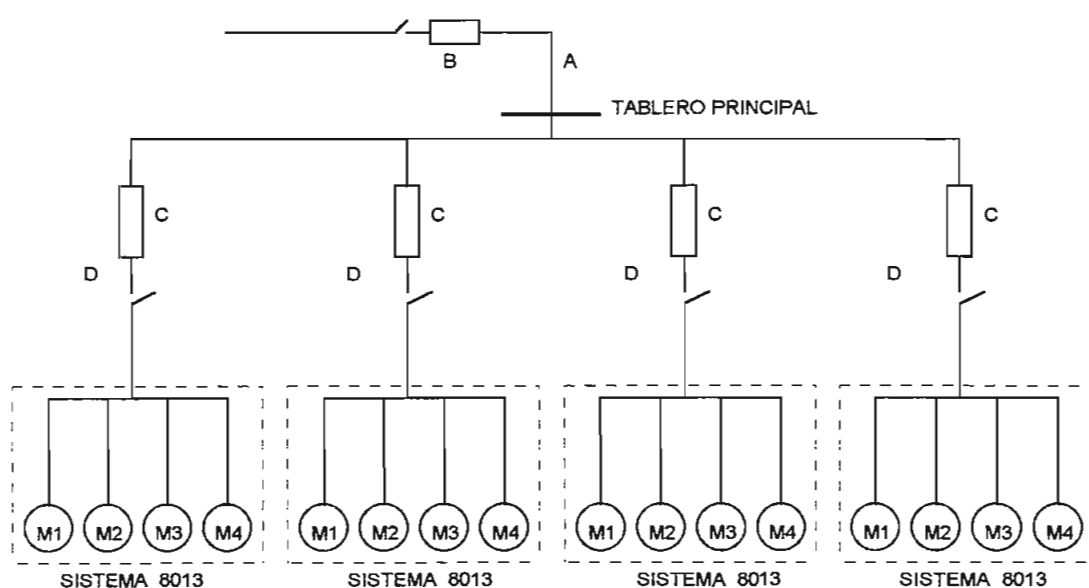 B A
TABLERO PRINCIPAL
C C C C
D D D D
M1 M2 M3 M4 M1 M2 M3 M4 M1 M2 M3 M4 M1 M2 M3 M4
SISTEMA 8013 SISTEMA 8013 SISTEMA 8013 SISTEMA 8013